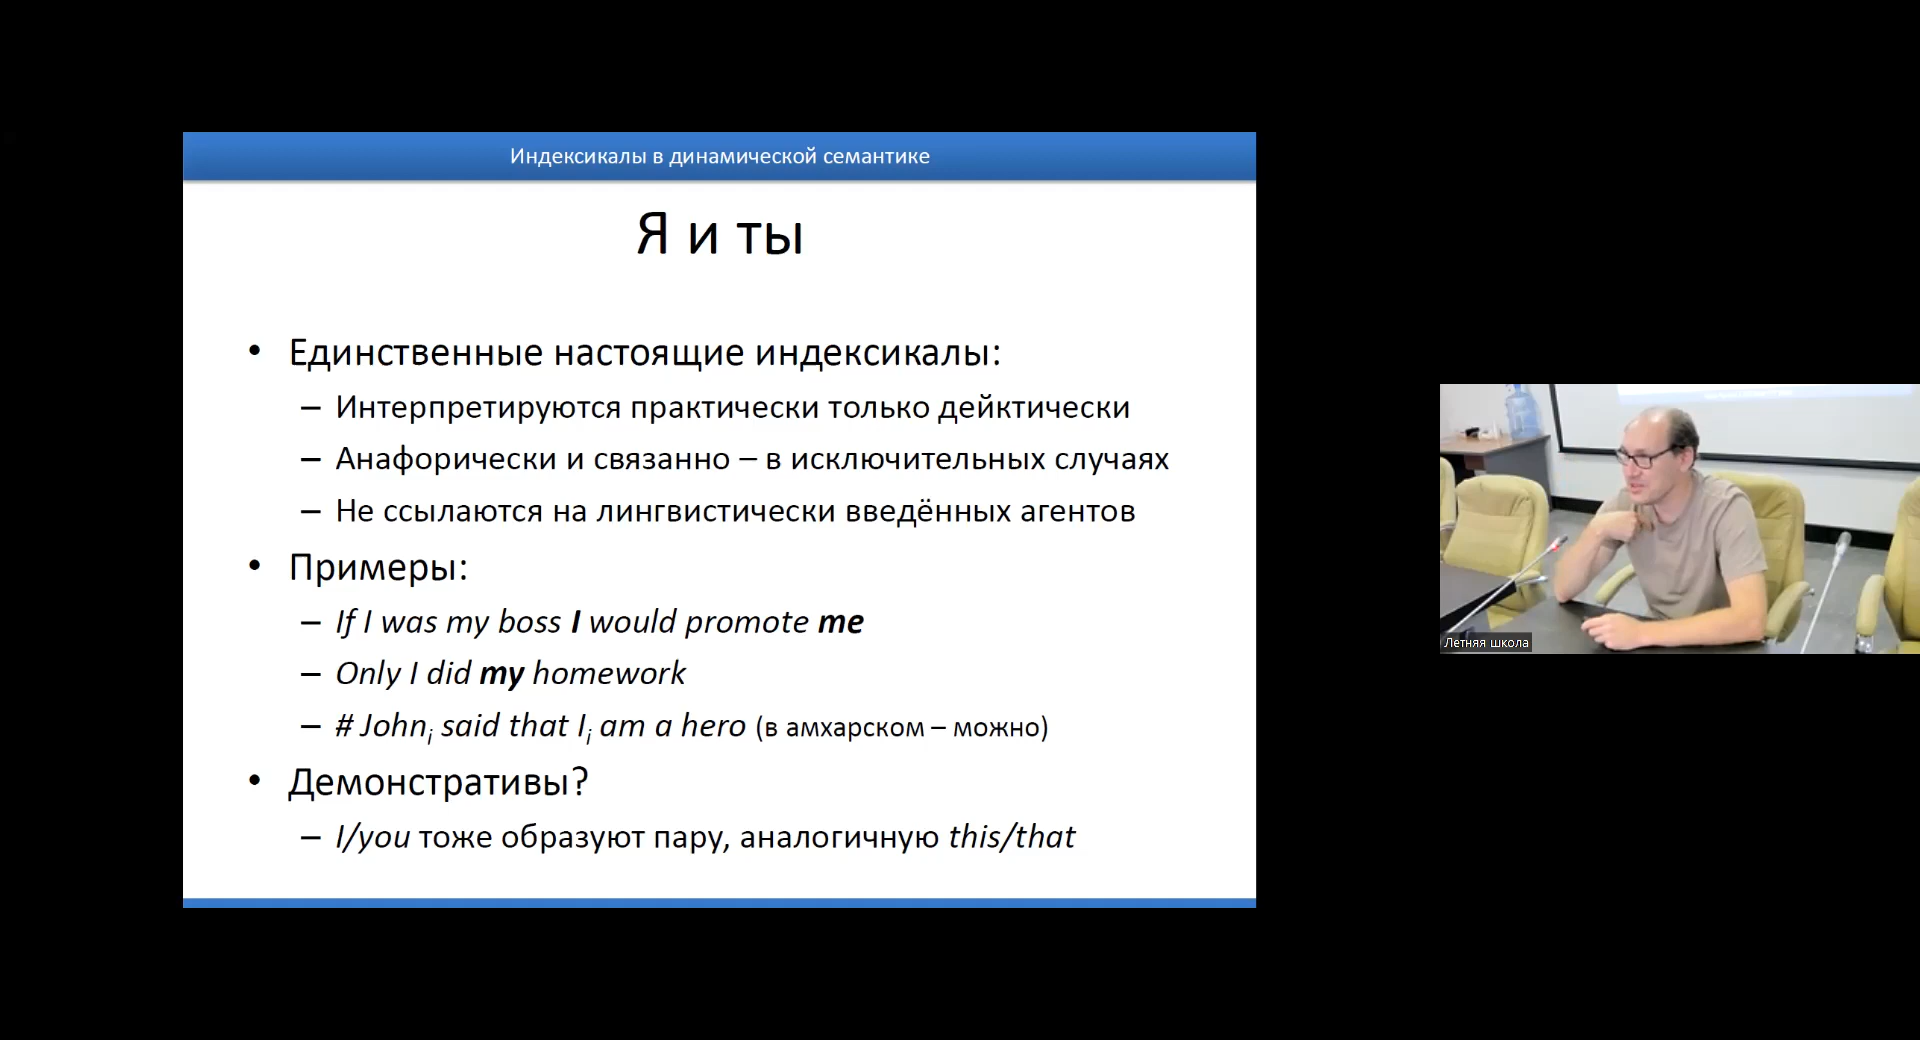 Индексикалы в динамической семантике
Я и ты
• Единственные настоящие индексикалы:
– Интерпретируются практически только дейктически
– Анафорически и связанно – в исключительных случаях
– Не ссылаются на лингвистически введённых агентов
• Примеры:
– If I was my boss I would promote me
– Only I did my homework
– # Johnᵢ said that Iᵢ am a hero (в амхарском – можно)
• Демонстративы?
– I/you тоже образуют пару, аналогичную this/that
Летняя школа